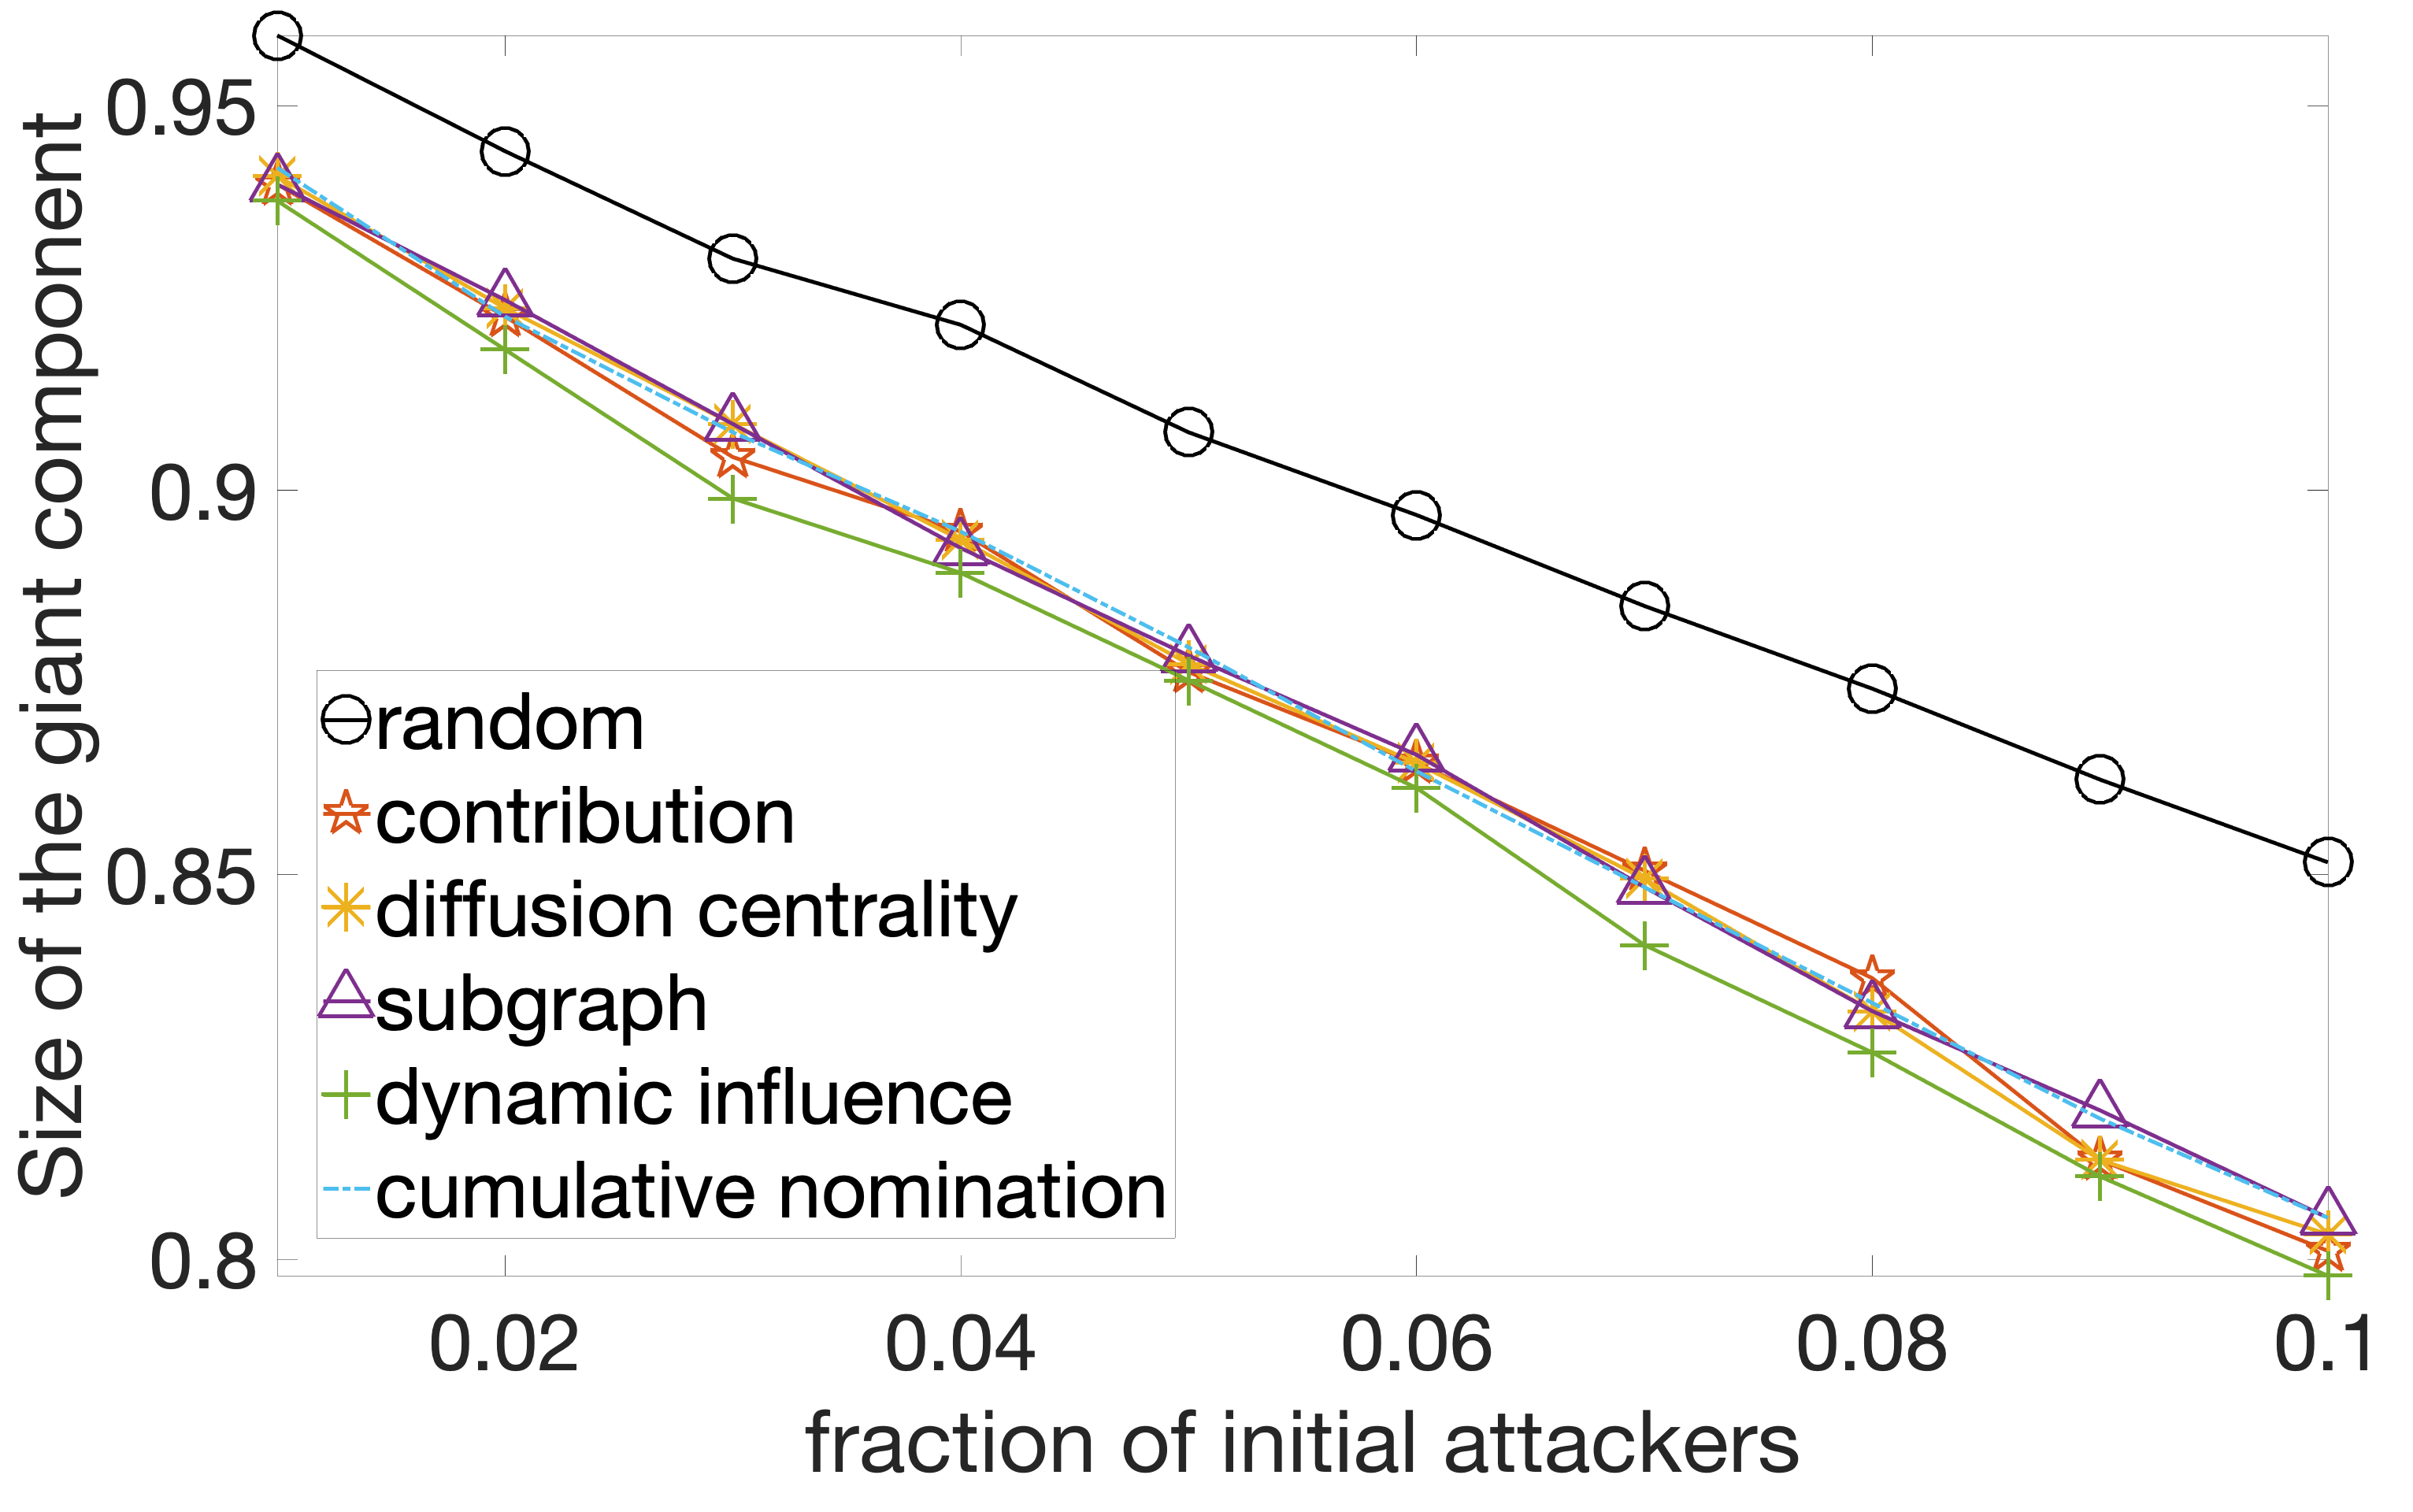 Size of the giant component
0.95
0.9
0.85
0.8
random
contribution
diffusion centrality
subgraph
dynamic influence
cumulative nomination
0.02 0.04 0.06 0.08 0.1
fraction of initial attackers